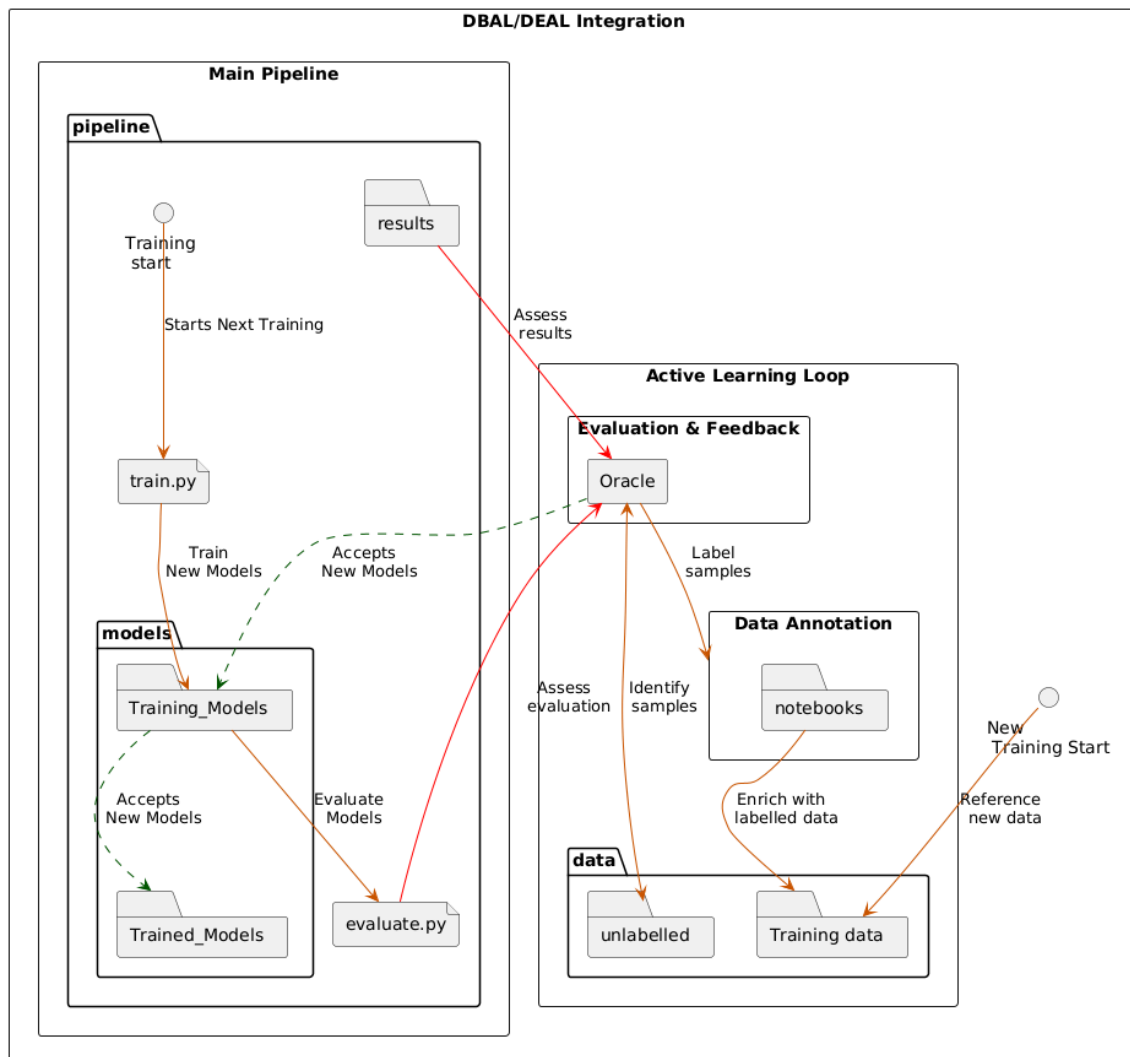 DBAL/DEAL Integration
Main Pipeline
pipeline
results
Training
start
Starts Next Training
Assess
results
Active Learning Loop
Evaluation & Feedback
Oracle
train.py
Train
New Models
Accepts
New Models
Label
samples
models
Data Annotation
Training_Models
notebooks
Assess
evaluation
Identify
samples
New
Training Start
Accepts
New Models
Evaluate
Models
Enrich with
labelled data
Reference
new data
data
Trained_Models
evaluate.py
unlabelled
Training data